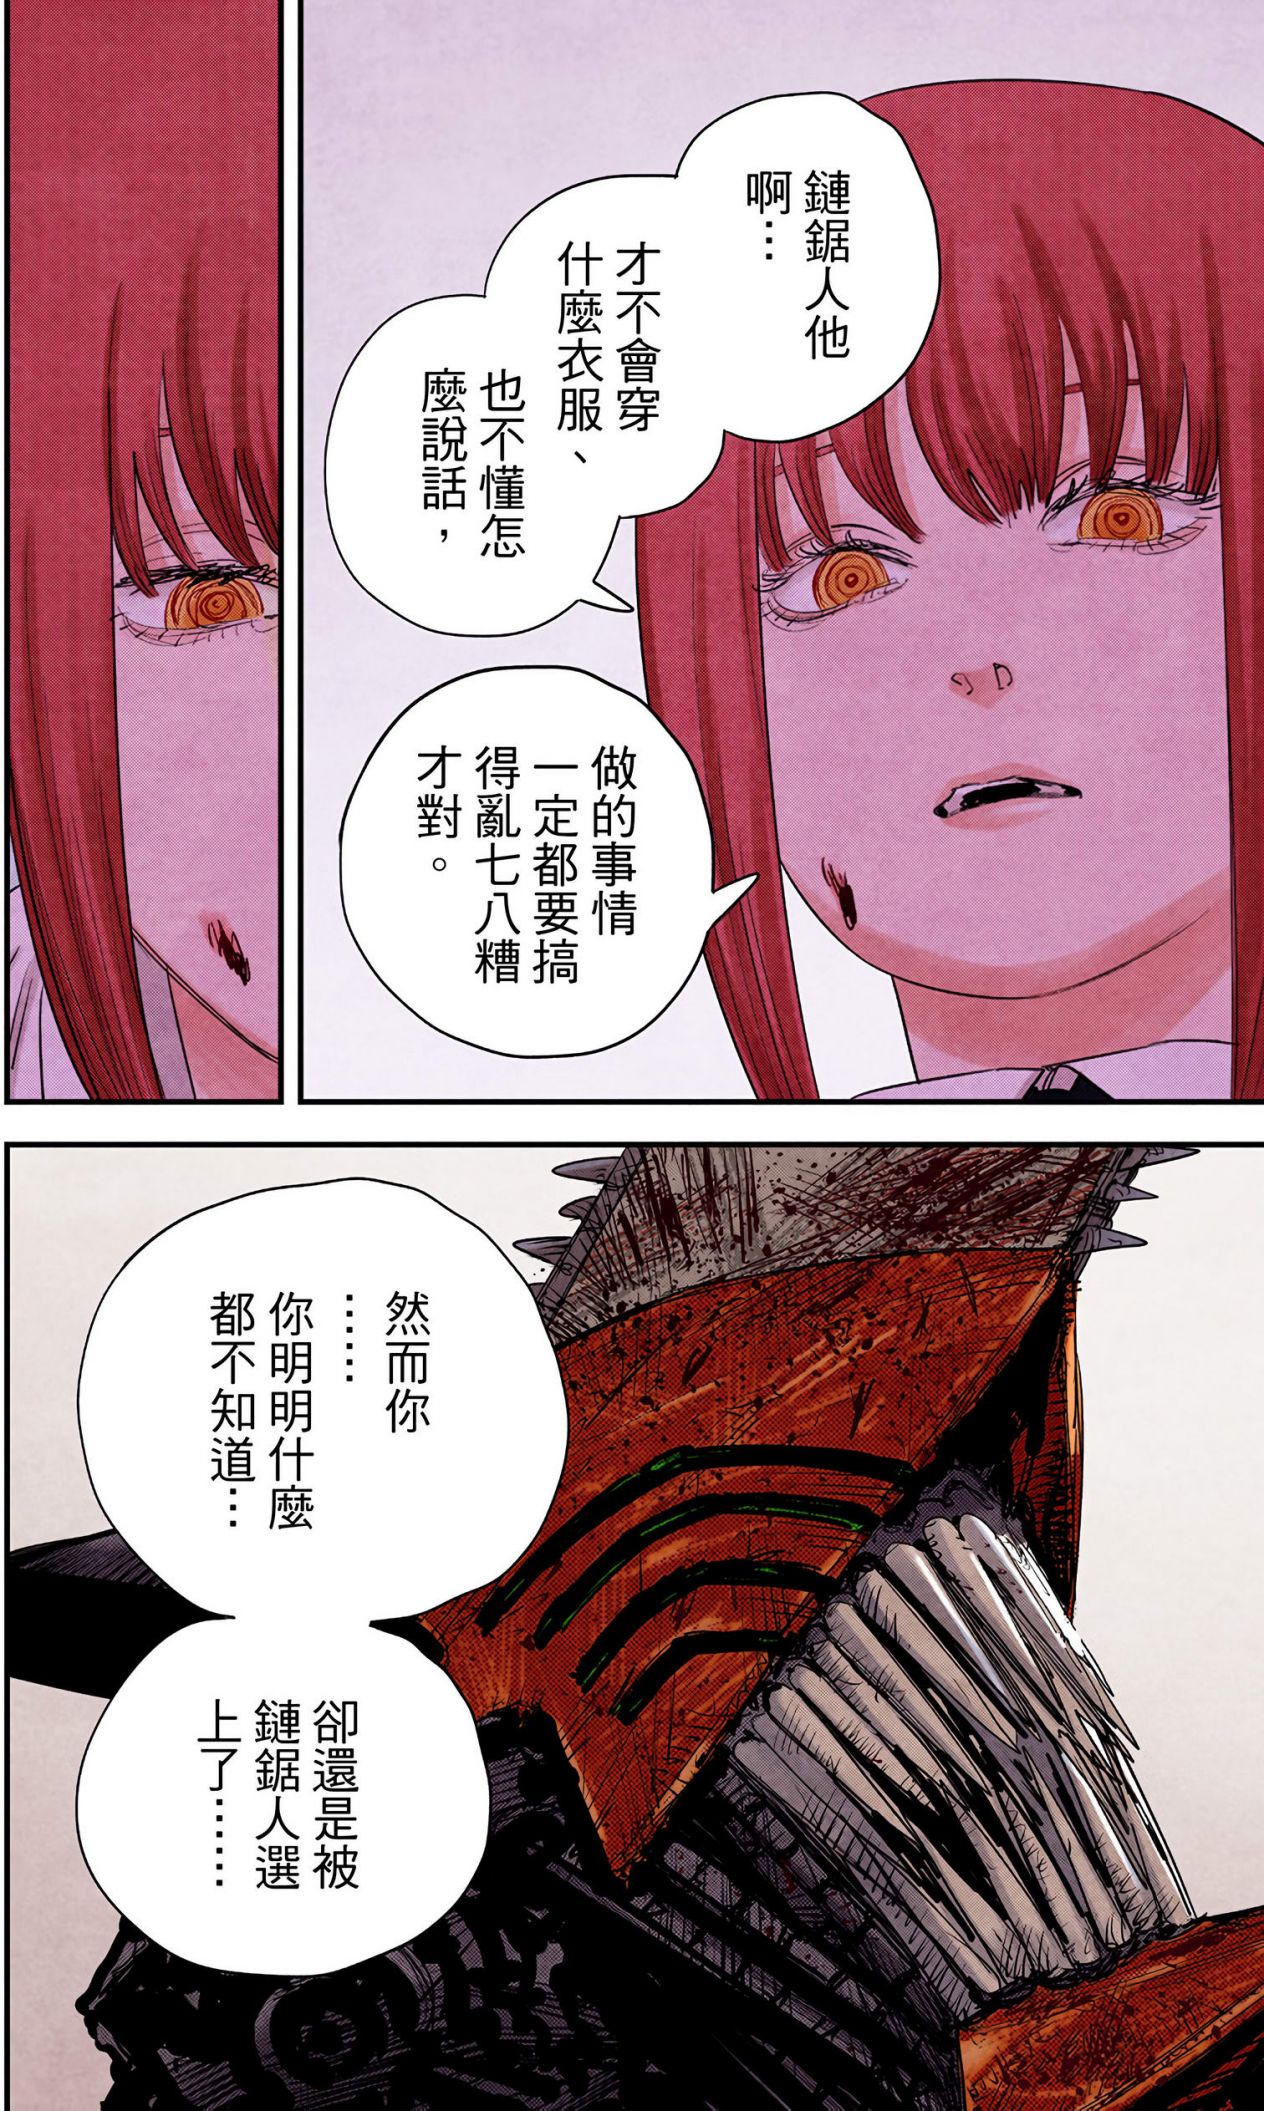 鏈鋸人他
啊⋯
才不會穿
什麼衣服、
也不懂怎
麼說話，
做的事情
一定都要搞
得亂七八糟
才對。
然而你
⋯⋯
你明明什麼
都不知道⋯
卻還是被
鏈鋸人選
上了⋯⋯